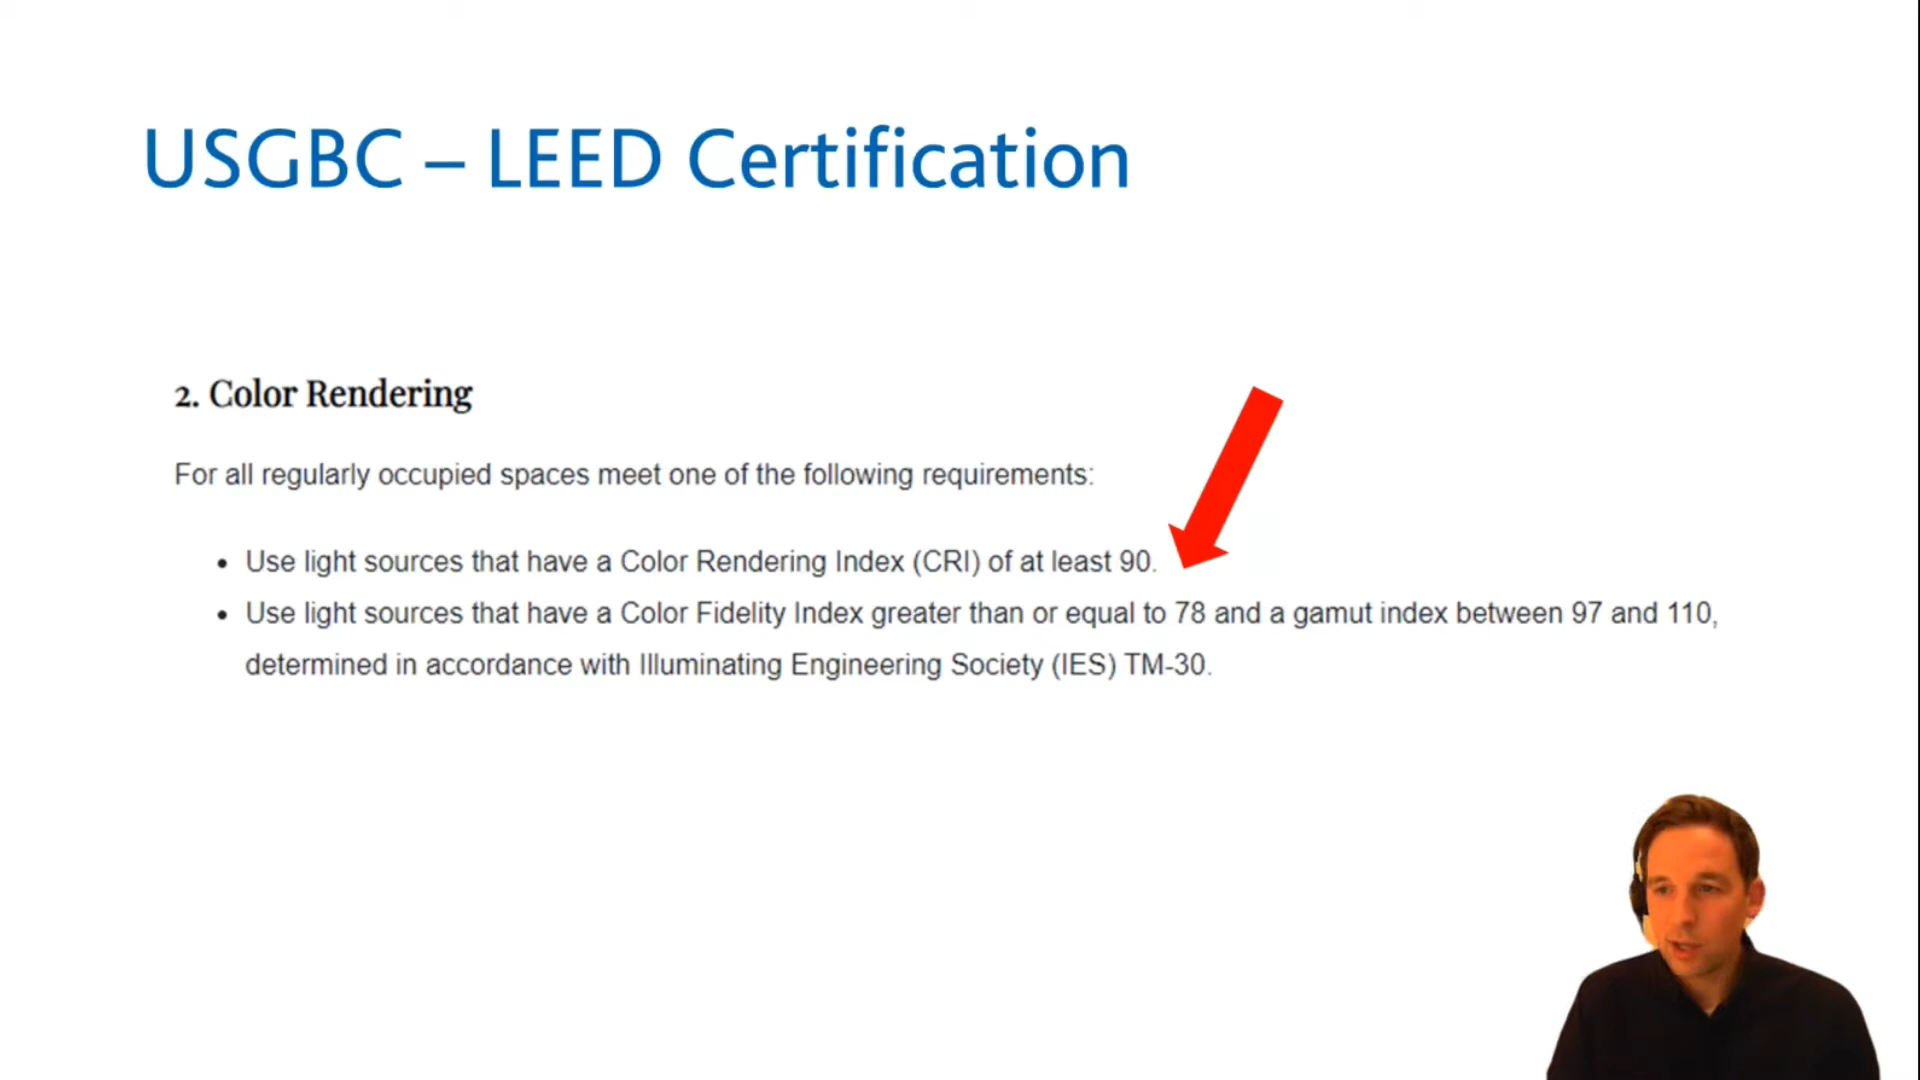 USGBC – LEED Certification
2. Color Rendering
For all regularly occupied spaces meet one of the following requirements:
• Use light sources that have a Color Rendering Index (CRI) of at least 90.
• Use light sources that have a Color Fidelity Index greater than or equal to 78 and a gamut index between 97 and 110,
determined in accordance with Illuminating Engineering Society (IES) TM-30.